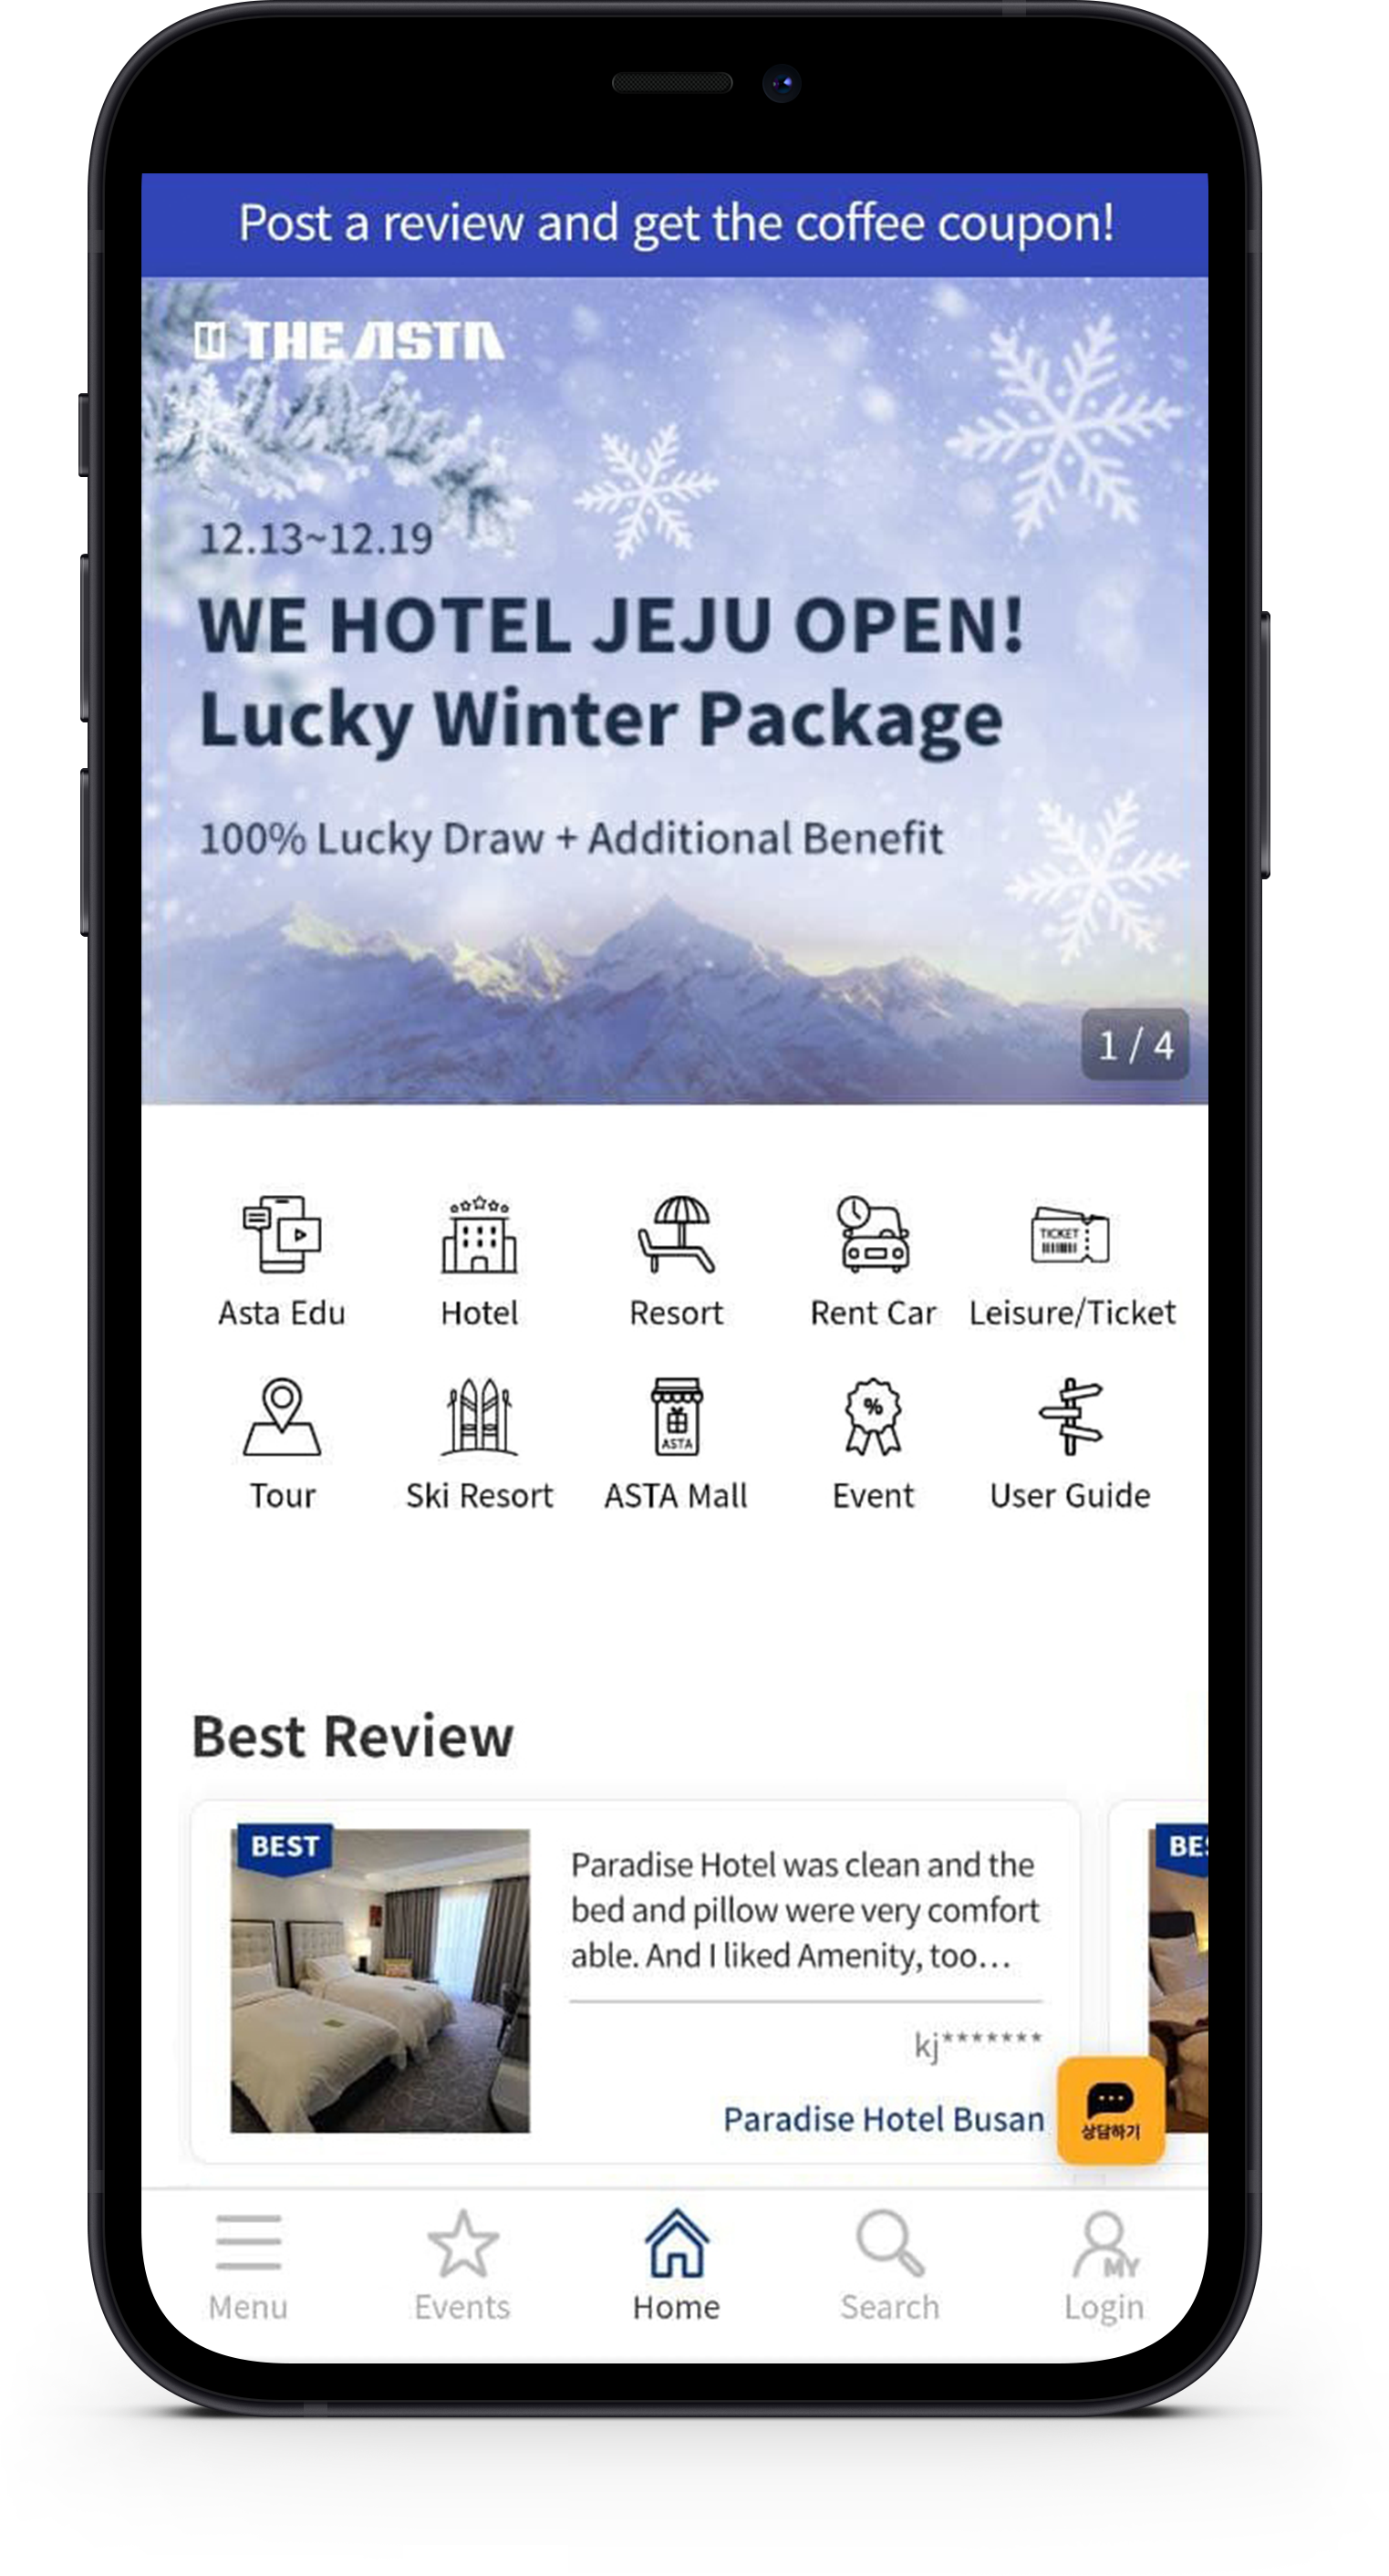 Post a review and get the coffee coupon!
THE ASTA
12.13~12.19
WE HOTEL JEJU OPEN!
Lucky Winter Package
100% Lucky Draw + Additional Benefit
1 / 4
TICKET
Asta Edu
Hotel
Resort
Rent Car
Leisure/Ticket
%
ASTA
Tour
Ski Resort
ASTA Mall
Event
User Guide
Best Review
BEST
Paradise Hotel was clean and the
bed and pillow were very comfort
able. And I liked Amenity, too...
kj*******
Paradise Hotel Busan
BES
상담하기
MY
Menu
Events
Home
Search
Login